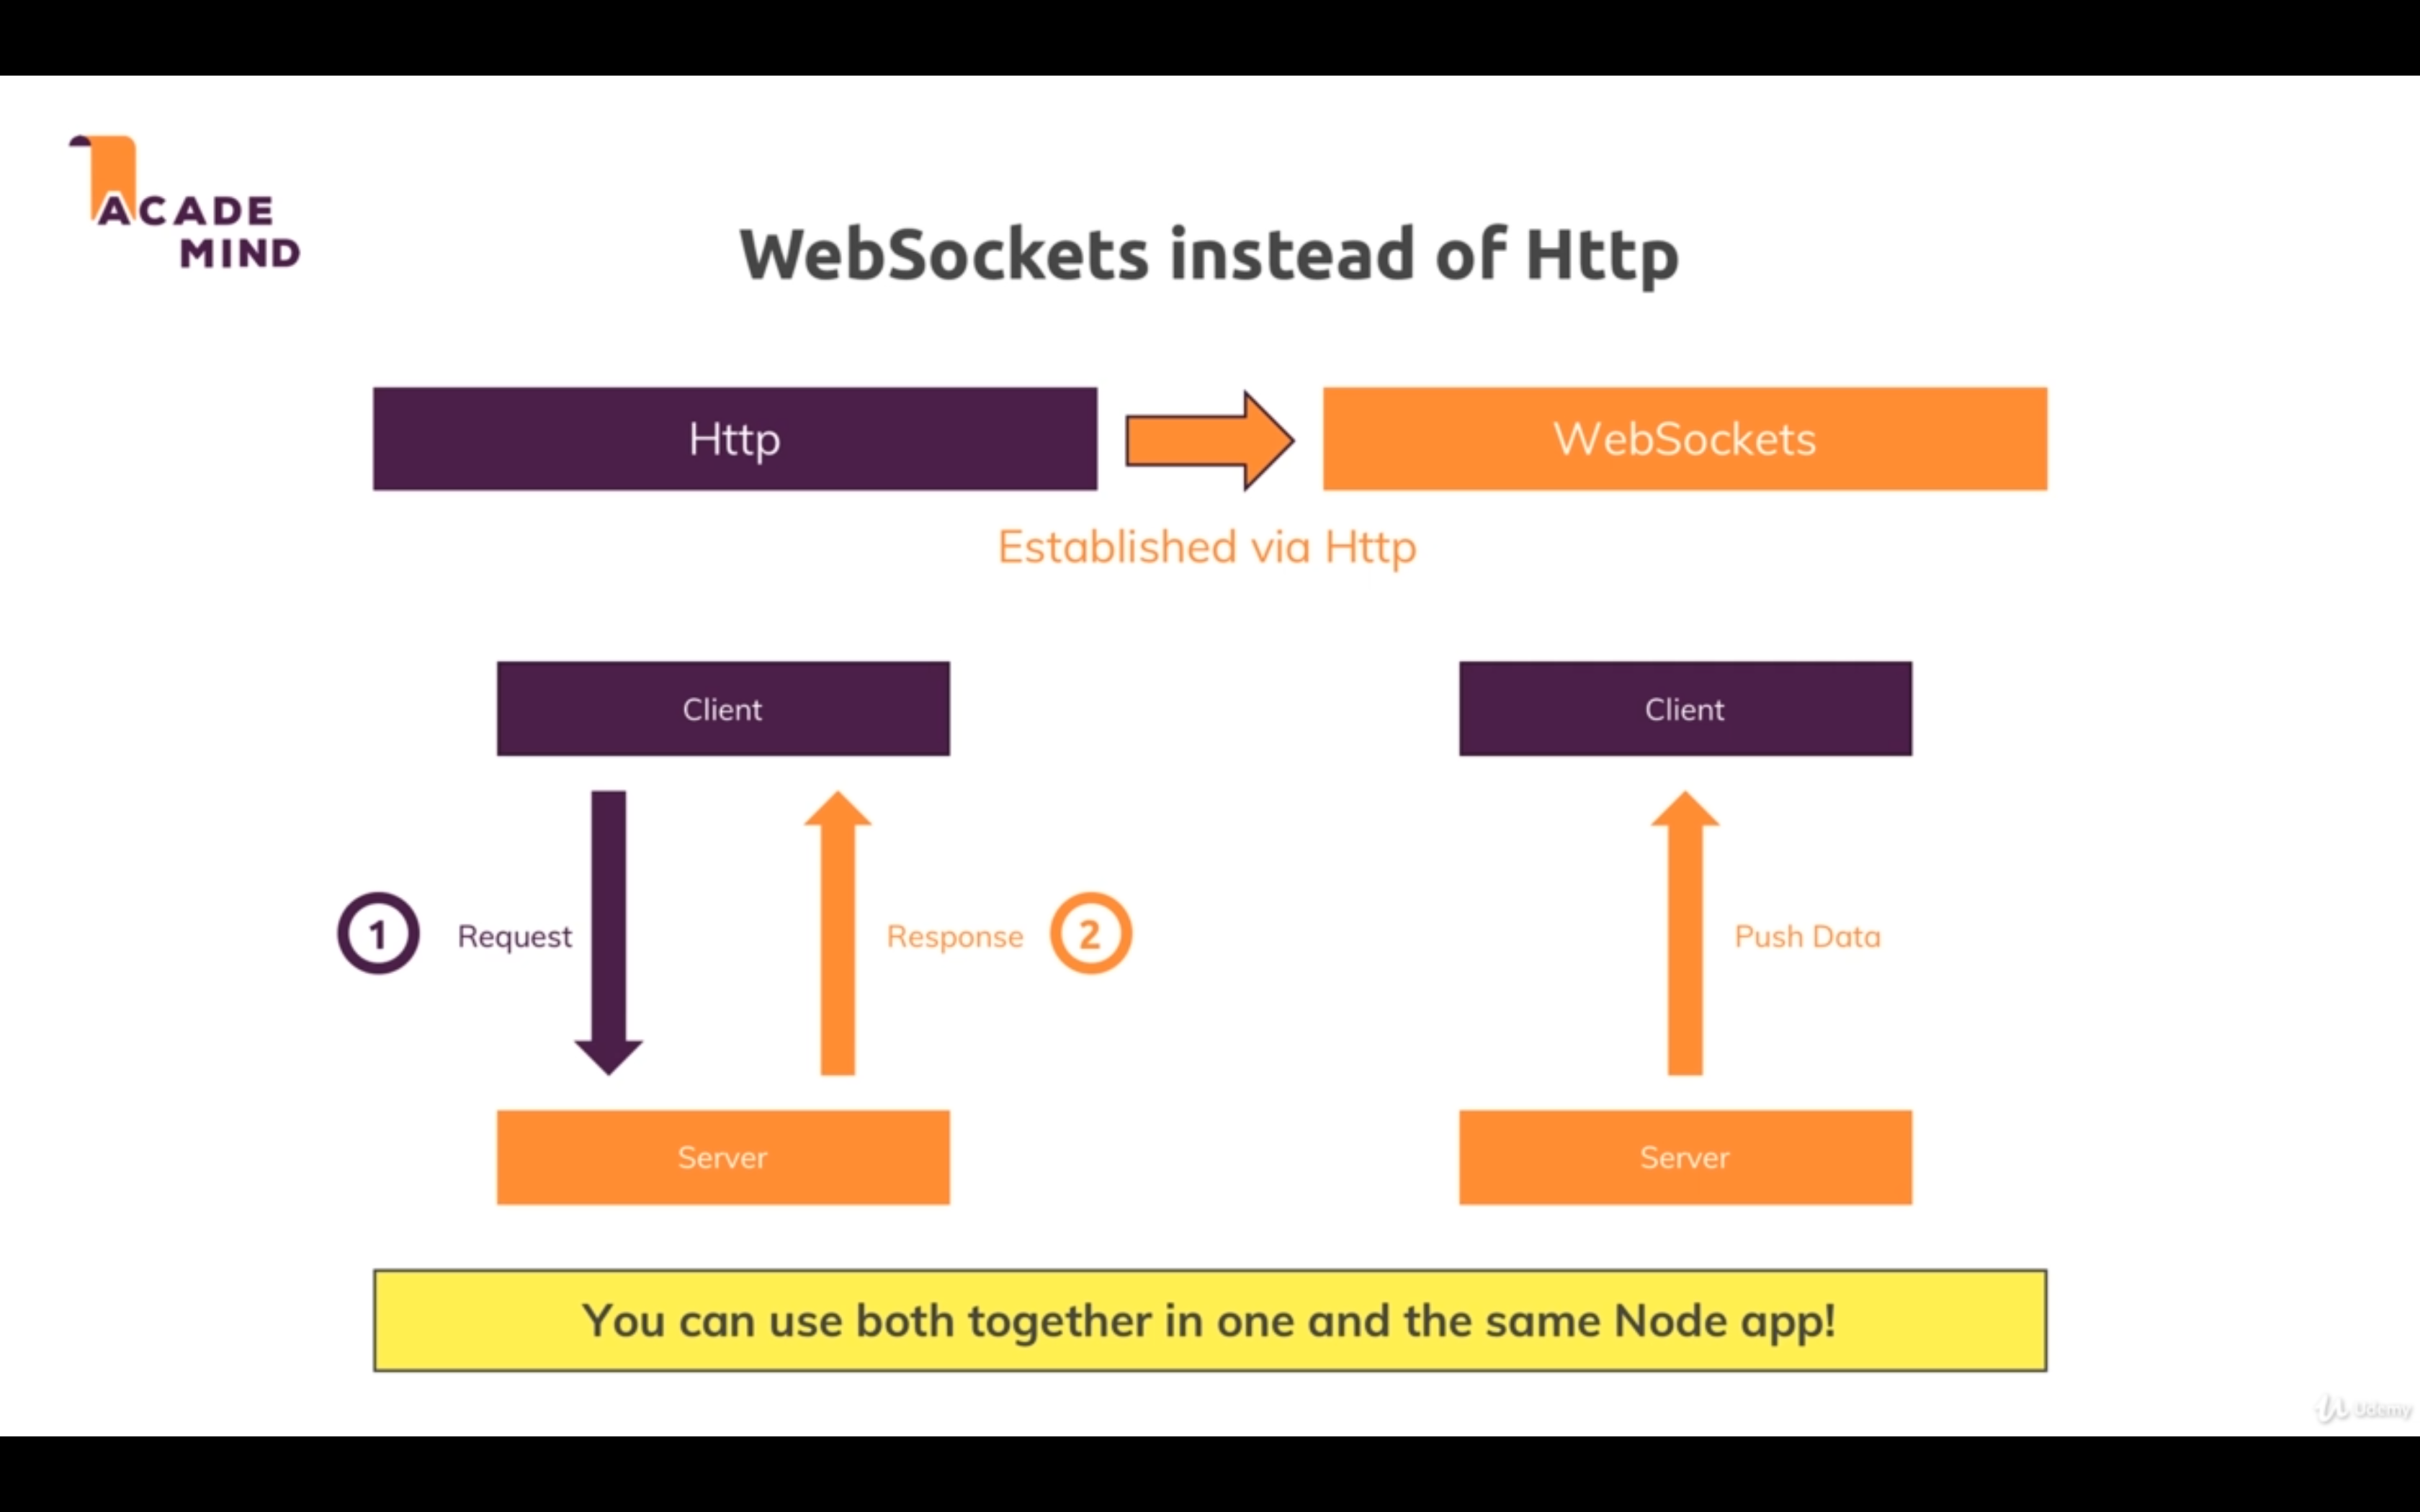 ACADE
MIND
WebSockets instead of Http
Http
WebSockets
Established via Http
Client
Client
1
Request
Response
2
Push Data
Server
Server
You can use both together in one and the same Node app!
Udemy